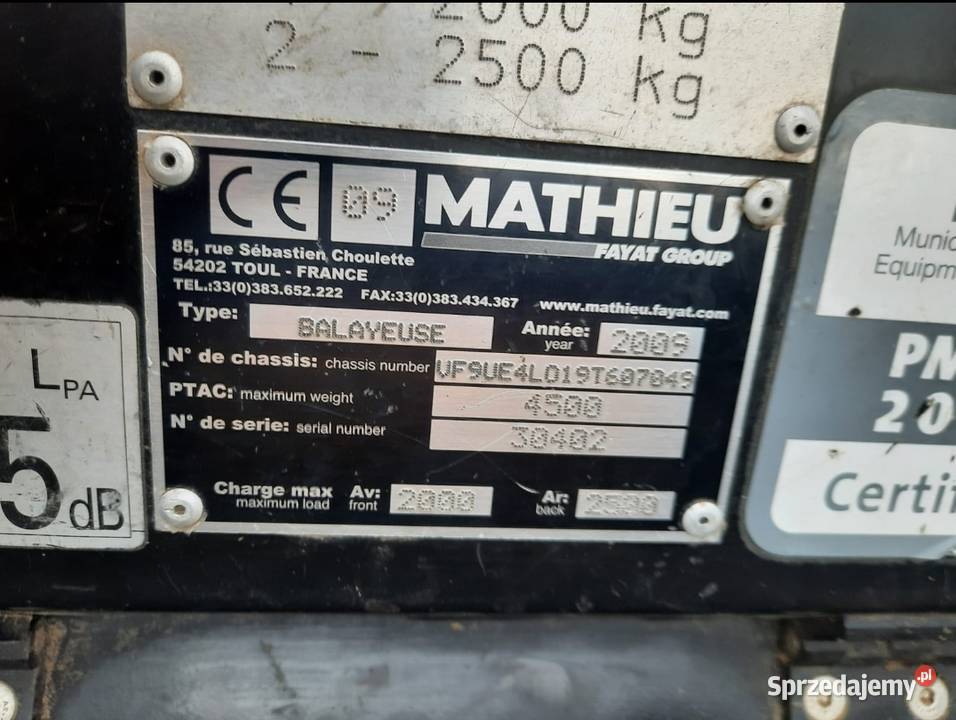 2000 kg
2 - 2500 kg
CE 09 MATHIEU
FAYAT GROUP
85, rue Sébastien Choulette
54202 TOUL - FRANCE
TEL.:33(0)383.652.222 FAX:33(0)383.434.367 www.mathieu.fayat.com
Type: BALAYEUSE Année: 2009
year
N° de chassis: chassis number VF9UE4L019T607049
PTAC: maximum weight 4500
N° de serie: serial number 30402
Charge max Av: 2000 Ar: 2500
maximum load front back
LPA
5 dB
Munic
Equipm
PM
20
Certif
Sprzedajemy.pl